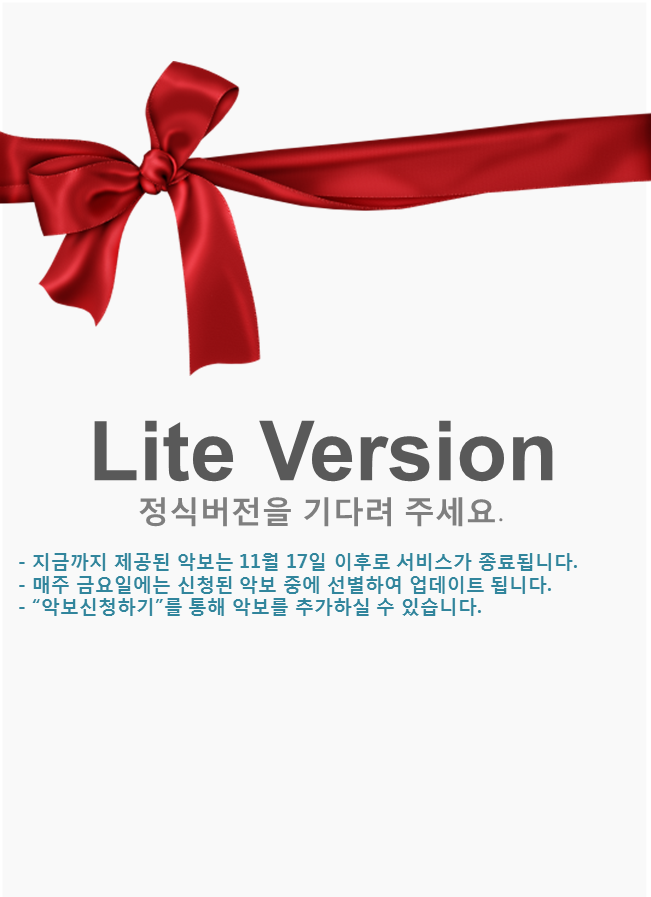 Lite Version
정식버전을 기다려 주세요.
- 지금까지 제공된 악보는 11월 17일 이후로 서비스가 종료됩니다.
- 매주 금요일에는 신청된 악보 중에 선별하여 업데이트 됩니다.
- “악보신청하기”를 통해 악보를 추가하실 수 있습니다.